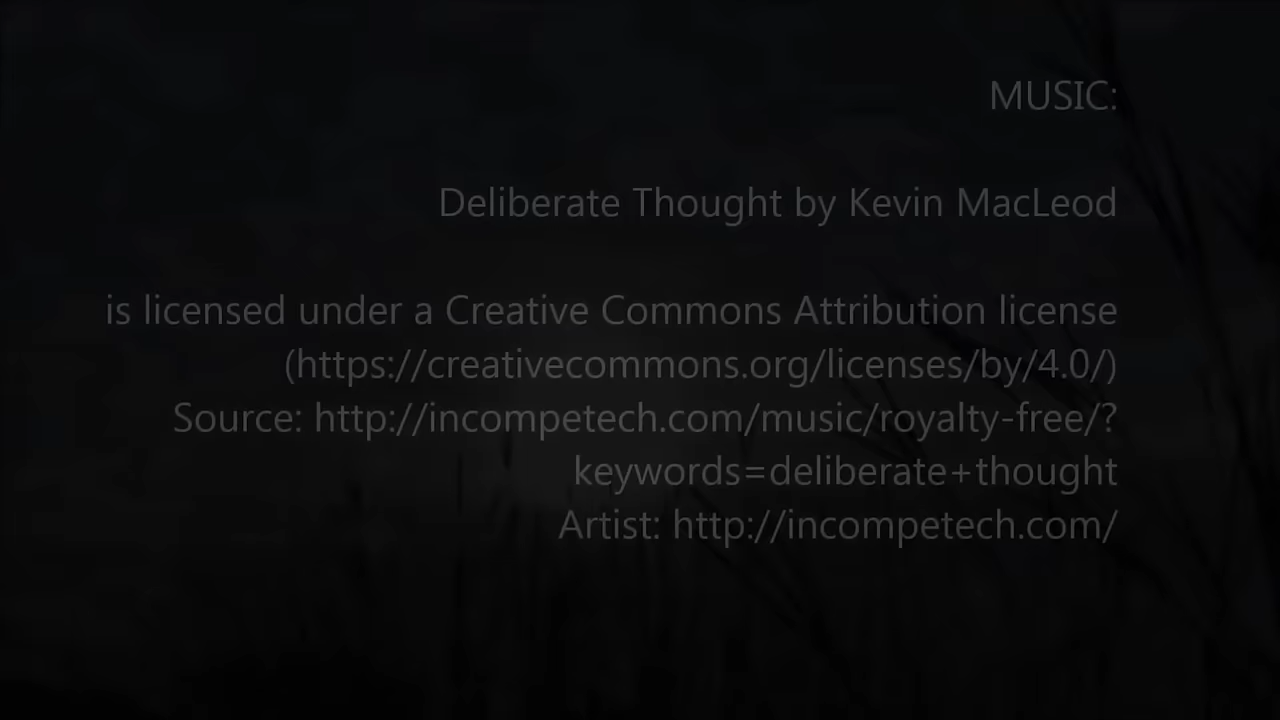 MUSIC:
Deliberate Thought by Kevin MacLeod
is licensed under a Creative Commons Attribution license
(https://creativecommons.org/licenses/by/4.0/)
Source: http://incompetech.com/music/royalty-free/?
keywords=deliberate+thought
Artist: http://incompetech.com/